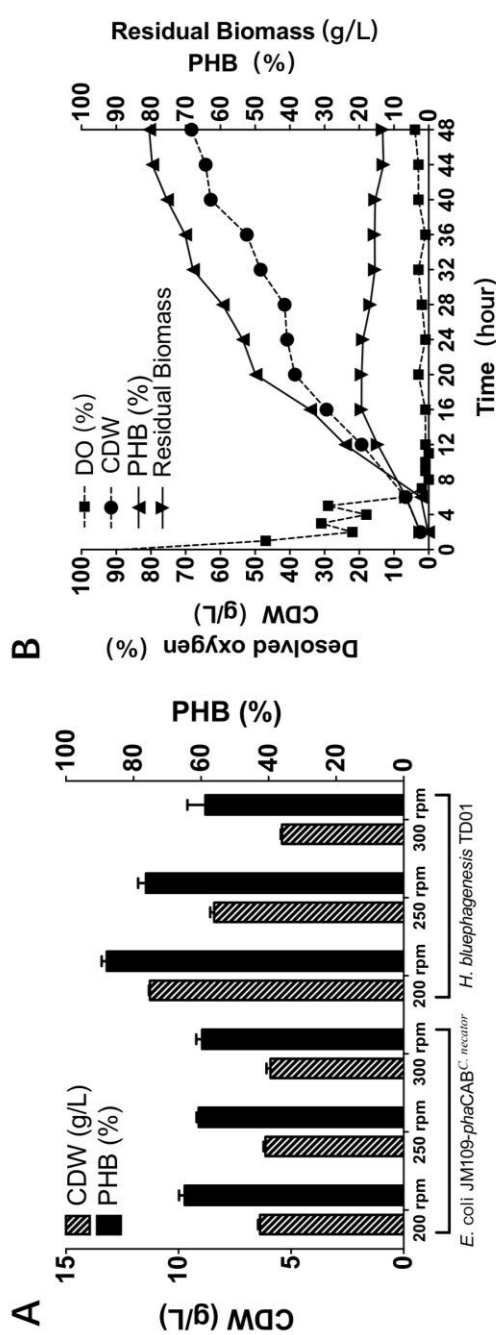 A
CDW (g/L)
PHB (%)
15
10
5
0
CDW
(g/L)
100
80
60
40
20
0
PHB (%)
200 rpm
250 rpm
300 rpm
200 rpm
250 rpm
300 rpm
E. coli JM109-phaCAB^C. necator
H. bluephagenesis TD01
B
DO (%)
CDW
PHB (%)
Residual Biomass
100
90
80
70
60
50
40
30
20
10
0
Desolved oxygen (%)
CDW (g/L)
100
90
80
70
60
50
40
30
20
10
0
Residual Biomass (g/L)
PHB (%)
0
4
8
12
16
20
24
28
32
36
40
44
48
Time (hour)